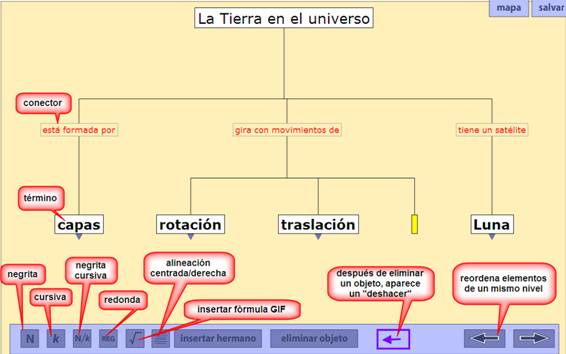 mapa
salvar
La Tierra en el universo
conector
está formada por
gira con movimientos de
tiene un satélite
término
capas
rotación
traslación
Luna
negrita
cursiva
negrita
cursiva
redonda
alineación
centrada/derecha
insertar fòrmula GIF
después de eliminar
un objeto, aparece
un "deshacer"
reordena elementos
de un mismo nivel
N
k
N/k
REG
√
insertar hermano
eliminar objeto